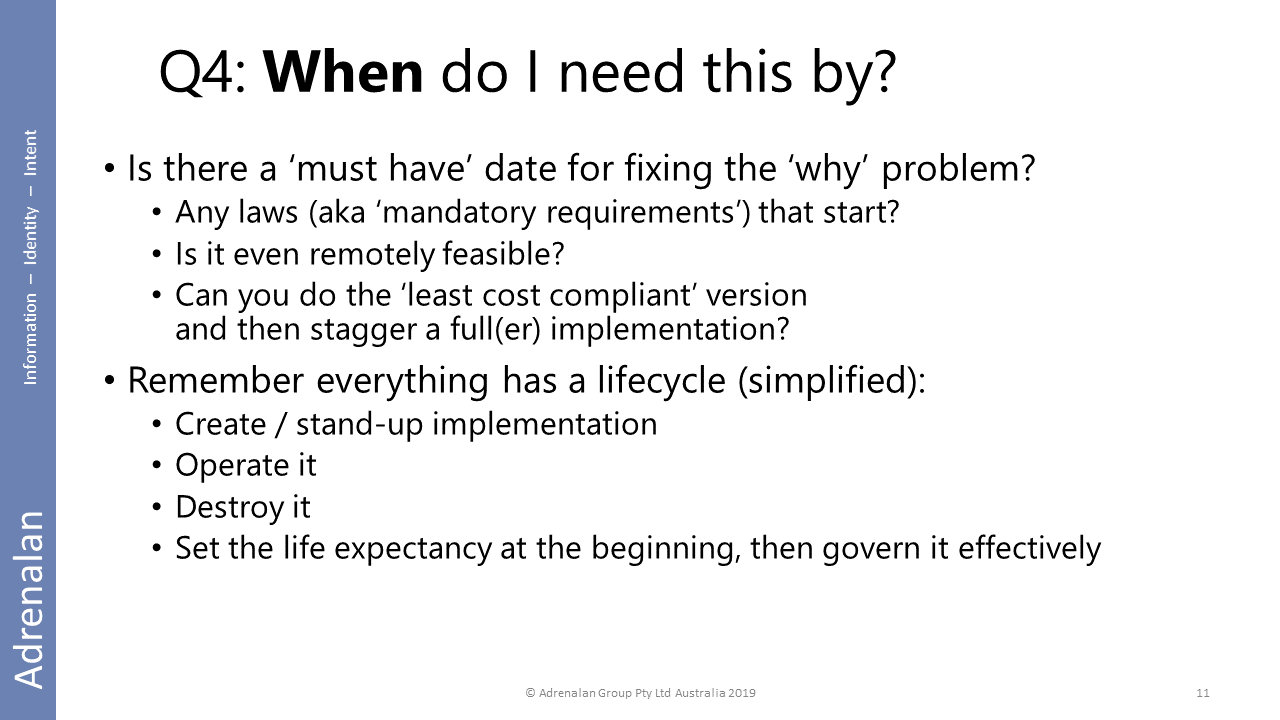 Q4: When do I need this by?
• Is there a ‘must have’ date for fixing the ‘why’ problem?
• Any laws (aka ‘mandatory requirements’) that start?
• Is it even remotely feasible?
• Can you do the ‘least cost compliant’ version
and then stagger a full(er) implementation?
• Remember everything has a lifecycle (simplified):
• Create / stand-up implementation
• Operate it
• Destroy it
• Set the life expectancy at the beginning, then govern it effectively
Information – Identity – Intent
Adrenalan
© Adrenalan Group Pty Ltd Australia 2019
11